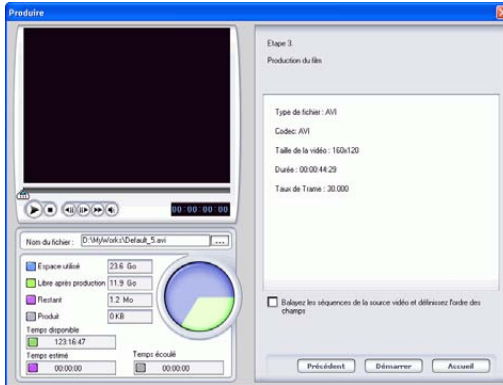 Produire
00:00:00:00
Nom du fichier : D:\MyWorks\Default_5.avi ...
Espace utilisé 23.6 Go
Libre après production 11.9 Go
Restant 1.2 Mo
Produit 0 KB
Temps disponible
123:16:47
Temps estimé Temps écoulé
00:00:00 00:00:00
Etape 3
Production du film
Type de fichier : AVI
Codec: AVI
Taille de la vidéo : 160x120
Durée : 00:00:44:29
Taux de Trame : 30.000
Balayez les séquences de la source vidéo et définissez l'ordre des
champs
Précédent Démarrer Accueil